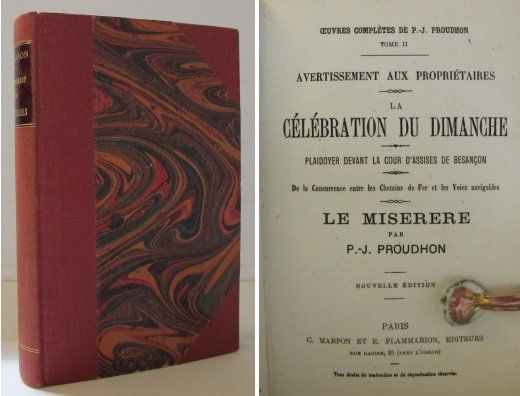 ŒUVRES COMPLÈTES DE P.-J. PROUDHON
TOME II
AVERTISSEMENT AUX PROPRIÉTAIRES
LA
CÉLÉBRATION DU DIMANCHE
PLAIDOYER DEVANT LA COUR D'ASSISES DE BESANÇON
De la Concurrence entre les Chemins de Fer et les Voies navigables
LE MISERERE
PAR
P.-J. PROUDHON
NOUVELLE ÉDITION
PARIS
C. MARPON ET E. FLAMMARION, EDITEURS
RUE RACINE, 26 (PRÈS L'ODÉON)
Tous droits de traduction et de reproduction réservés.